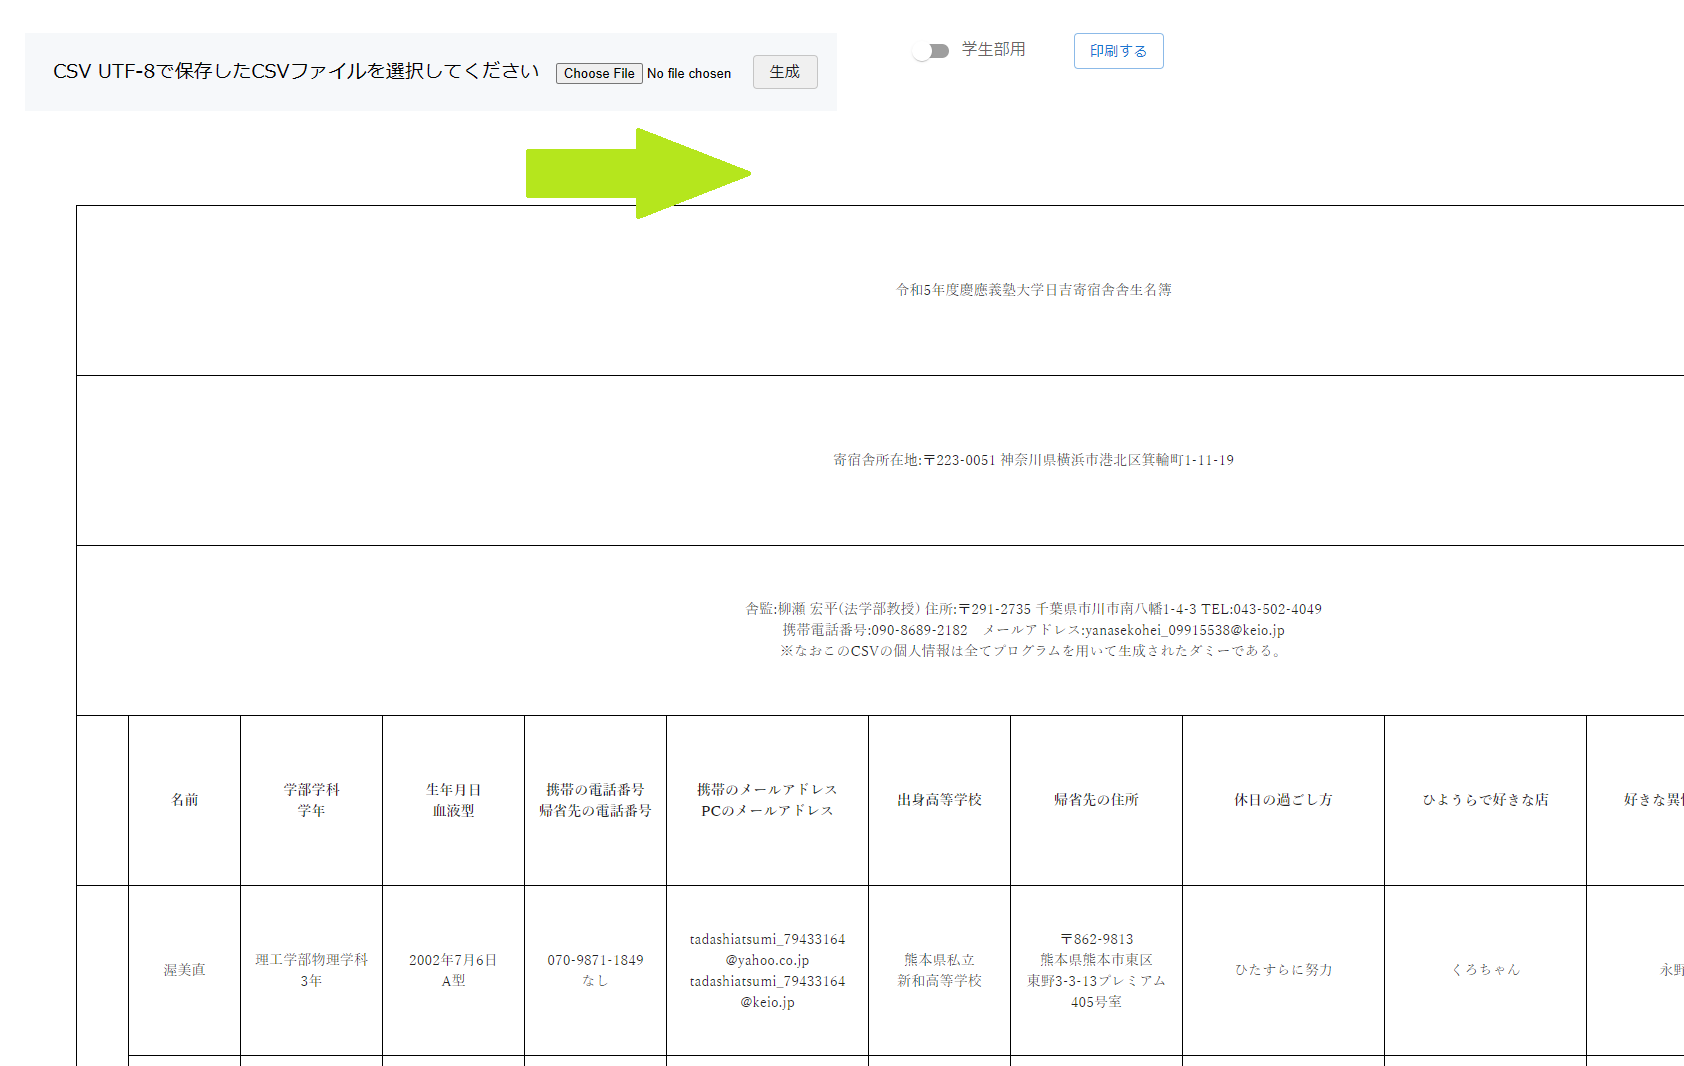 CSV UTF-8で保存したCSVファイルを選択してください Choose File No file chosen 生成
学生部用 印刷する
令和5年度慶應義塾大学日吉寄宿舎舎生名簿
寄宿舎所在地:〒223-0051 神奈川県横浜市港北区箕輪町1-11-19
舎監:柳瀬 宏平(法学部教授) 住所:〒291-2735 千葉県市川市南八幡1-4-3 TEL:043-502-4049
携帯電話番号:090-8689-2182　メールアドレス:yanasekohei_09915538@keio.jp
※なおこのCSVの個人情報は全てプログラムを用いて生成されたダミーである。
名前
学部学科
学年
生年月日
血液型
携帯の電話番号
帰省先の電話番号
携帯のメールアドレス
PCのメールアドレス
出身高等学校
帰省先の住所
休日の過ごし方
ひようらで好きな店
好きな異
渥美直
理工学部物理学科
3年
2002年7月6日
A型
070-9871-1849
なし
tadashiatsumi_79433164
@yahoo.co.jp
tadashiatsumi_79433164
@keio.jp
熊本県私立
新和高等学校
〒862-9813
熊本県熊本市東区
東野3-3-13プレミアム
405号室
ひたすらに努力
くろちゃん
永野